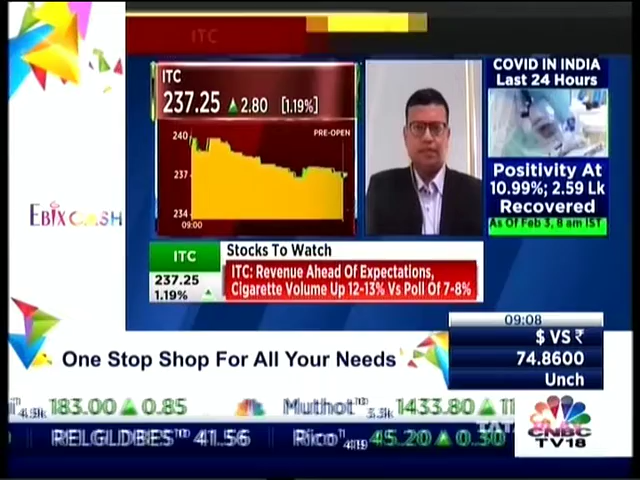 ITC
ITC
237.25 ▲ 2.80 [1.19%]
PRE-OPEN
240
237
234
09:00
COVID IN INDIA
Last 24 Hours
Positivity At
10.99%; 2.59 Lk
Recovered
As Of Feb 3, 8 am IST
EBIXCASH
ITC
237.25
1.19%
Stocks To Watch
ITC: Revenue Ahead Of Expectations,
Cigarette Volume Up 12-13% Vs Poll Of 7-8%
09:08
$ VS ₹
74.8600
Unch
One Stop Shop For All Your Needs
183.00 ▲ 0.85
Muthot 1433.80 ▲ 11
RELGLOBES 41.56
Rico 45.20 ▲ 0.30
CNBC
TV18